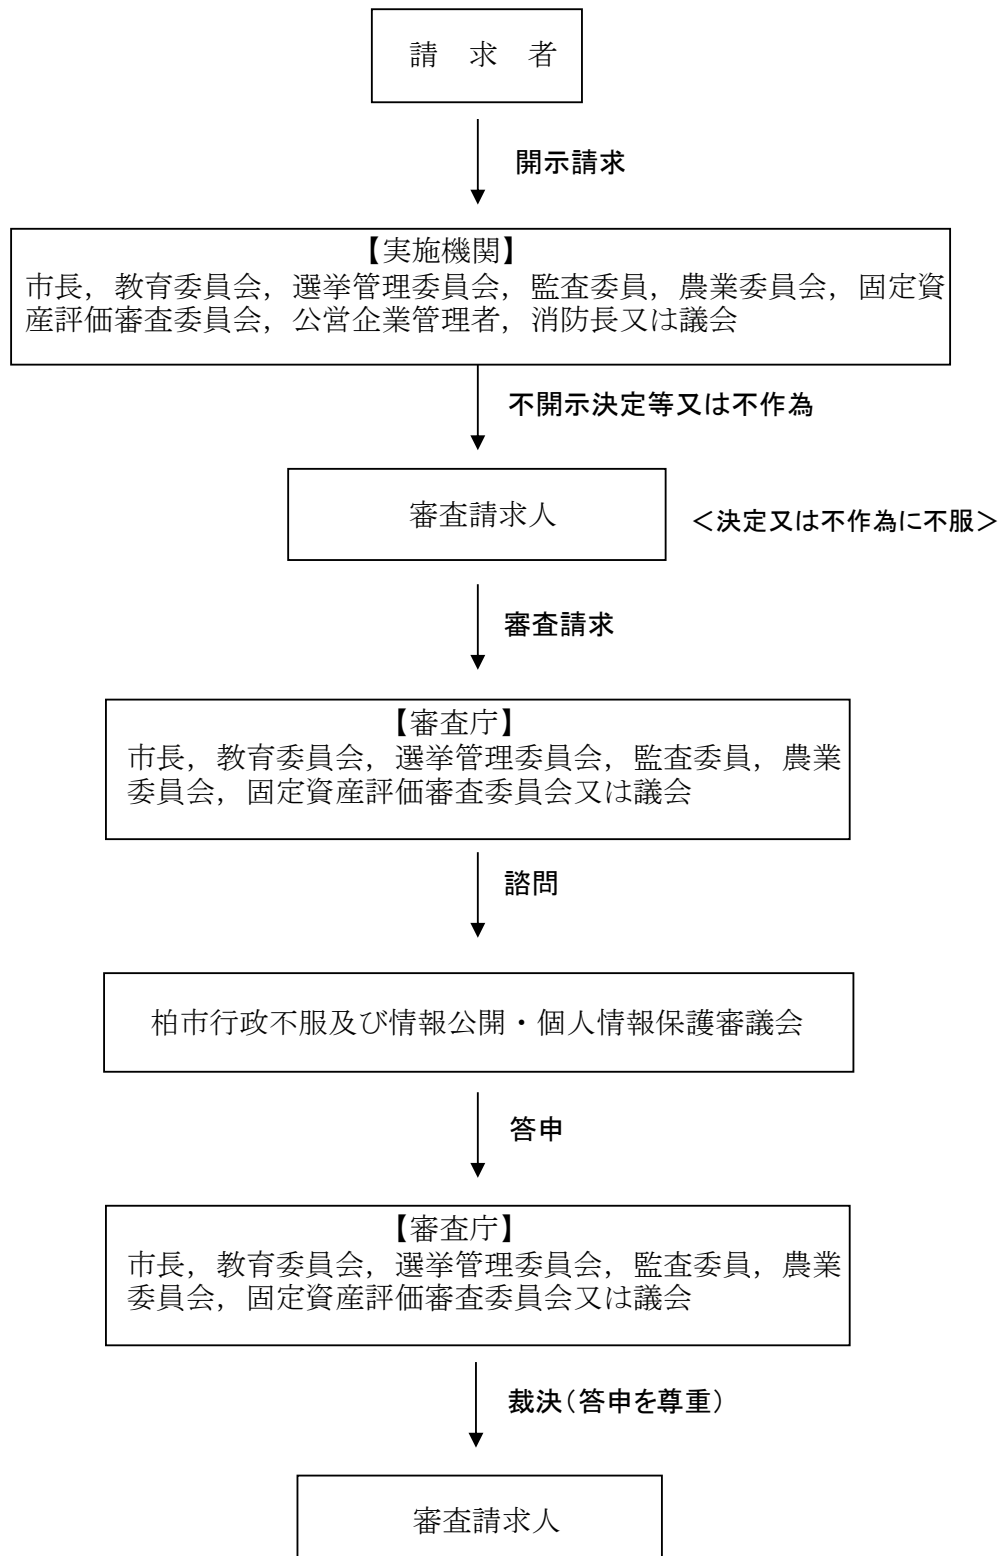 請　求　者
開示請求
【実施機関】
市長，教育委員会，選挙管理委員会，監査委員，農業委員会，固定資
産評価審査委員会，公営企業管理者，消防長又は議会
不開示決定等又は不作為
審査請求人
＜決定又は不作為に不服＞
審査請求
【審査庁】
市長，教育委員会，選挙管理委員会，監査委員，農業
委員会，固定資産評価審査委員会又は議会
諮問
柏市行政不服及び情報公開・個人情報保護審議会
答申
【審査庁】
市長，教育委員会，選挙管理委員会，監査委員，農業
委員会，固定資産評価審査委員会又は議会
裁決（答申を尊重）
審査請求人